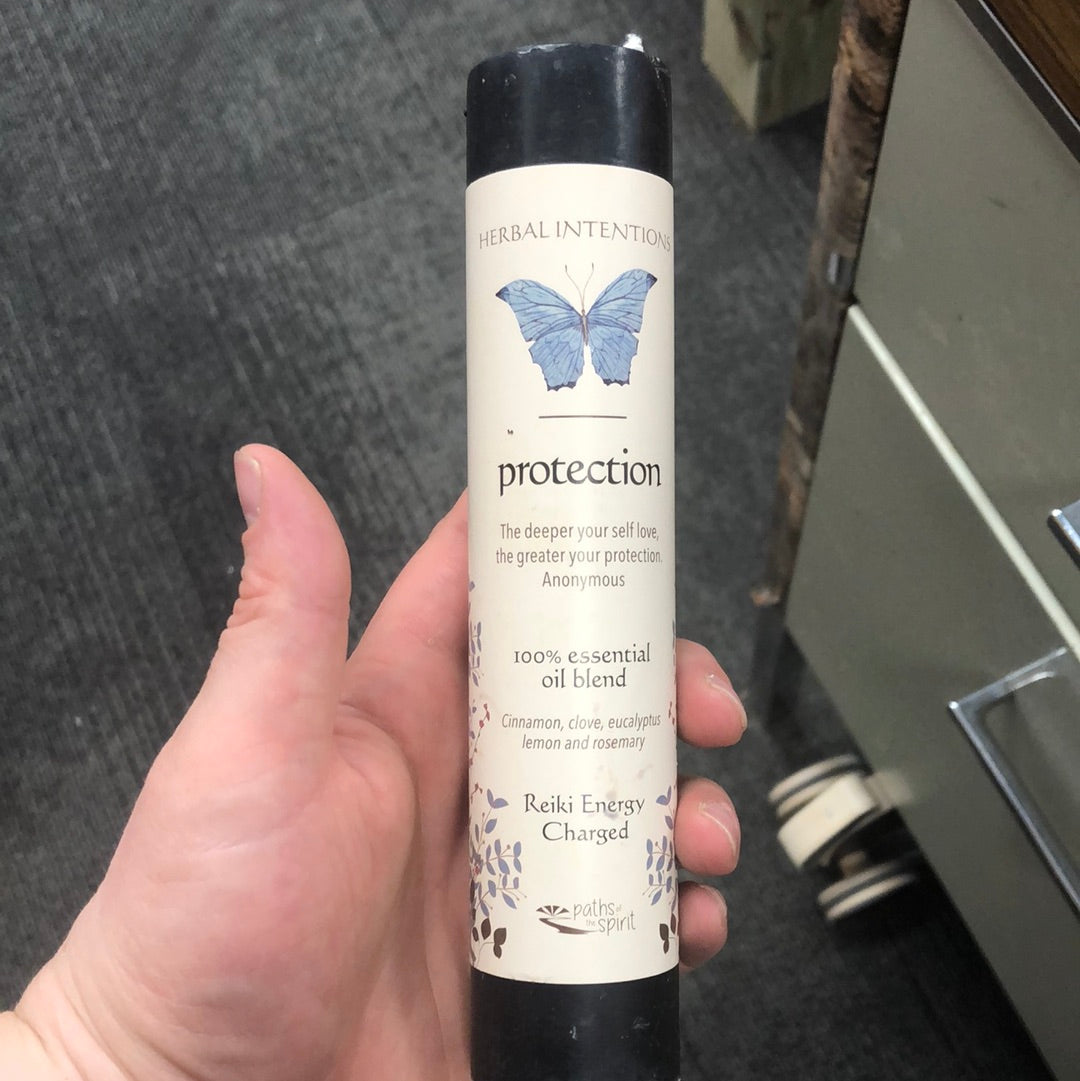 HERBAL INTENTIONS
protection
The deeper your self love,
the greater your protection.
Anonymous
100% essential
oil blend
Cinnamon, clove, eucalyptus
lemon and rosemary
Reiki Energy
Charged
paths of
the spirit